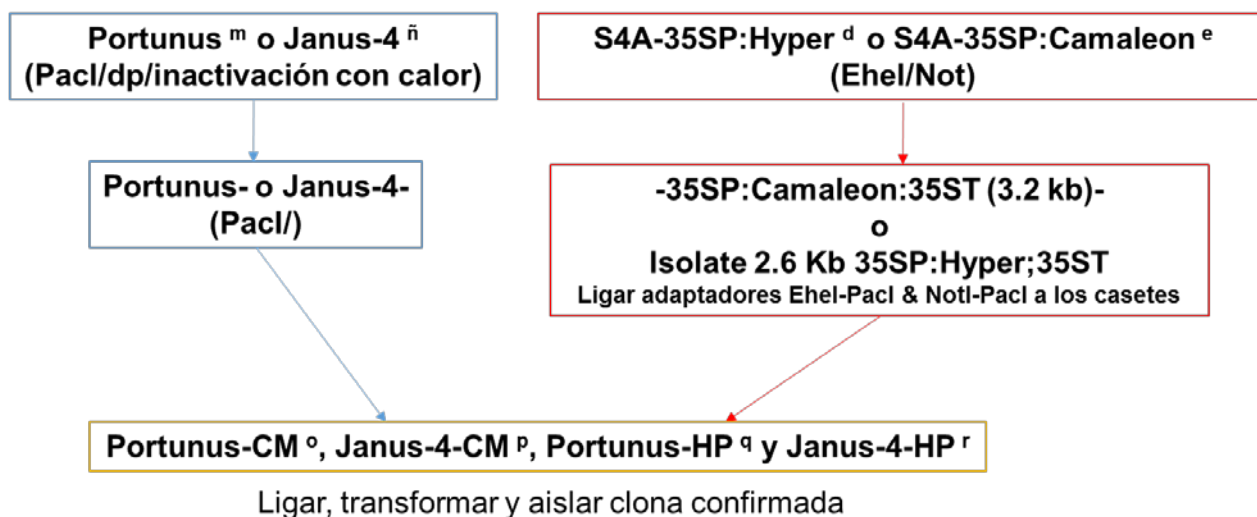 Portunus ᵐ o Janus-4 ñ
(PacI/dp/inactivación con calor)
S4A-35SP:Hyper ᵈ o S4A-35SP:Camaleon ᵉ
(EheI/Not)
Portunus- o Janus-4-
(PacI/)
-35SP:Camaleon:35ST (3.2 kb)-
o
Isolate 2.6 Kb 35SP:Hyper;35ST
Ligar adaptadores EheI-PacI & NotI-PacI a los casetes
Portunus-CM ᵒ, Janus-4-CM ᵖ, Portunus-HP q y Janus-4-HP ʳ
Ligar, transformar y aislar clona confirmada